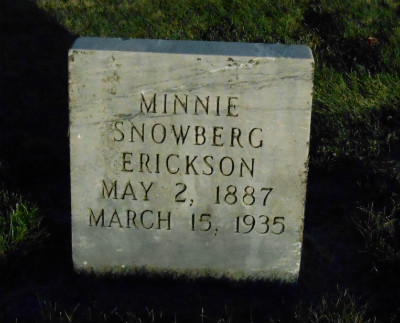 MINNIE
SNOWBERG
ERICKSON
MAY 2, 1887
MARCH 15, 1935